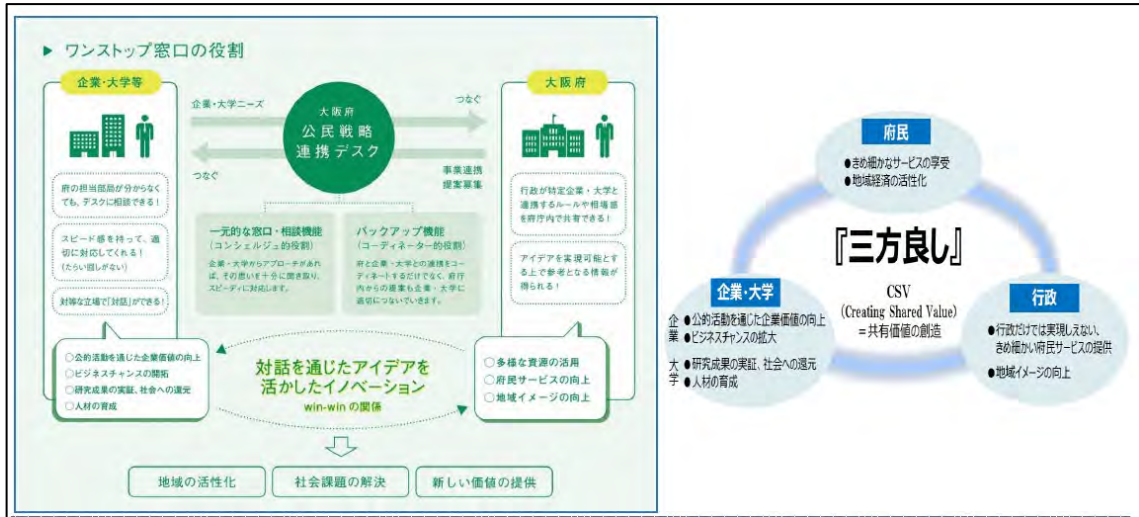 ▶ ワンストップ窓口の役割
企業・大学等
府の担当部局が分からなく
ても、デスクに相談できる！
スピード感を持って、適
切に対応してくれる！
(たらい回しがない)
対等な立場で「対話」ができる！
○公的活動を通じた企業価値の向上
○ビジネスチャンスの開拓
○研究成果の実証、社会への還元
○人材の育成
企業・大学ニーズ
つなぐ
大阪府
公民戦略
連携デスク
つなぐ
事業連携
提案募集
一元的な窓口・相談機能
(コンシェルジュ的役割)
企業・大学からアプローチがあれ
ば、その思いを十分に聞き取り、
スピーディに対応します。
バックアップ機能
(コーディネーター的役割)
府と企業・大学との連携をコー
ディネートするだけでなく、府庁
内からの提案も企業・大学に
適切につないでいきます。
大阪府
行政が特定企業・大学と
連携するルールや相場感
を府庁内で共有できる！
アイデアを実現可能とす
る上で参考となる情報が
得られる！
○多様な資源の活用
○府民サービスの向上
○地域イメージの向上
対話を通じたアイデアを
活かしたイノベーション
win-win の関係
地域の活性化
社会課題の解決
新しい価値の提供
府民
●きめ細かなサービスの享受
●地域経済の活性化
『三方良し』
CSV
(Creating Shared Value)
＝共有価値の創造
企業・大学
企業
●公的活動を通じた企業価値の向上
●ビジネスチャンスの拡大
大学
●研究成果の実証、社会への還元
●人材の育成
行政
●行政だけでは実現しえない、
きめ細かい府民サービスの提供
●地域イメージの向上